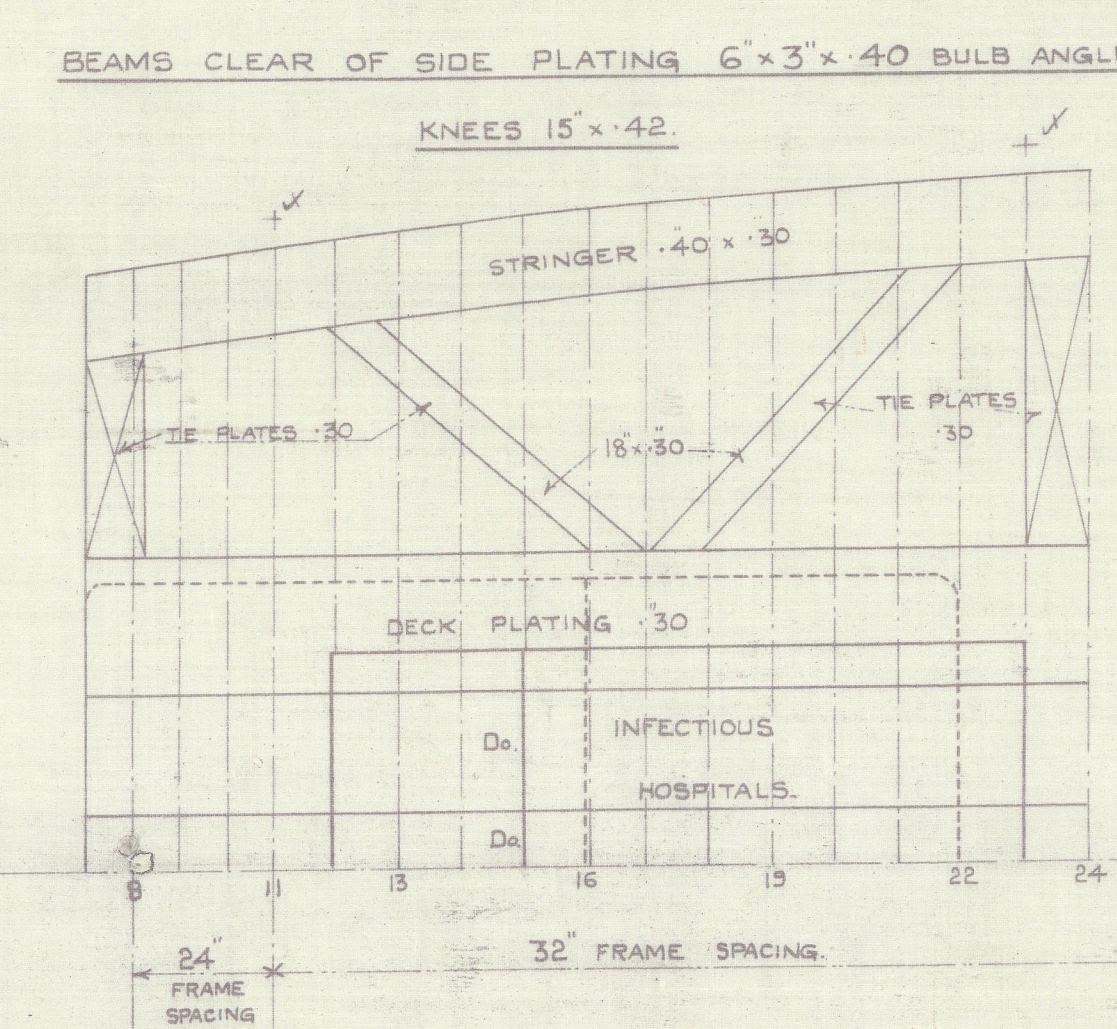 BEAMS CLEAR OF SIDE PLATING 6"x3"x·40 BULB ANGL
KNEES 15"x·42.
STRINGER ·40" x ·30"
TIE PLATES ·30
18"x·30"
TIE PLATES
·30
DECK PLATING ·30"
INFECTIOUS
Do.
HOSPITALS.
Do.
8 11 13 16 19 22 24
24"
FRAME
SPACING
32" FRAME SPACING.